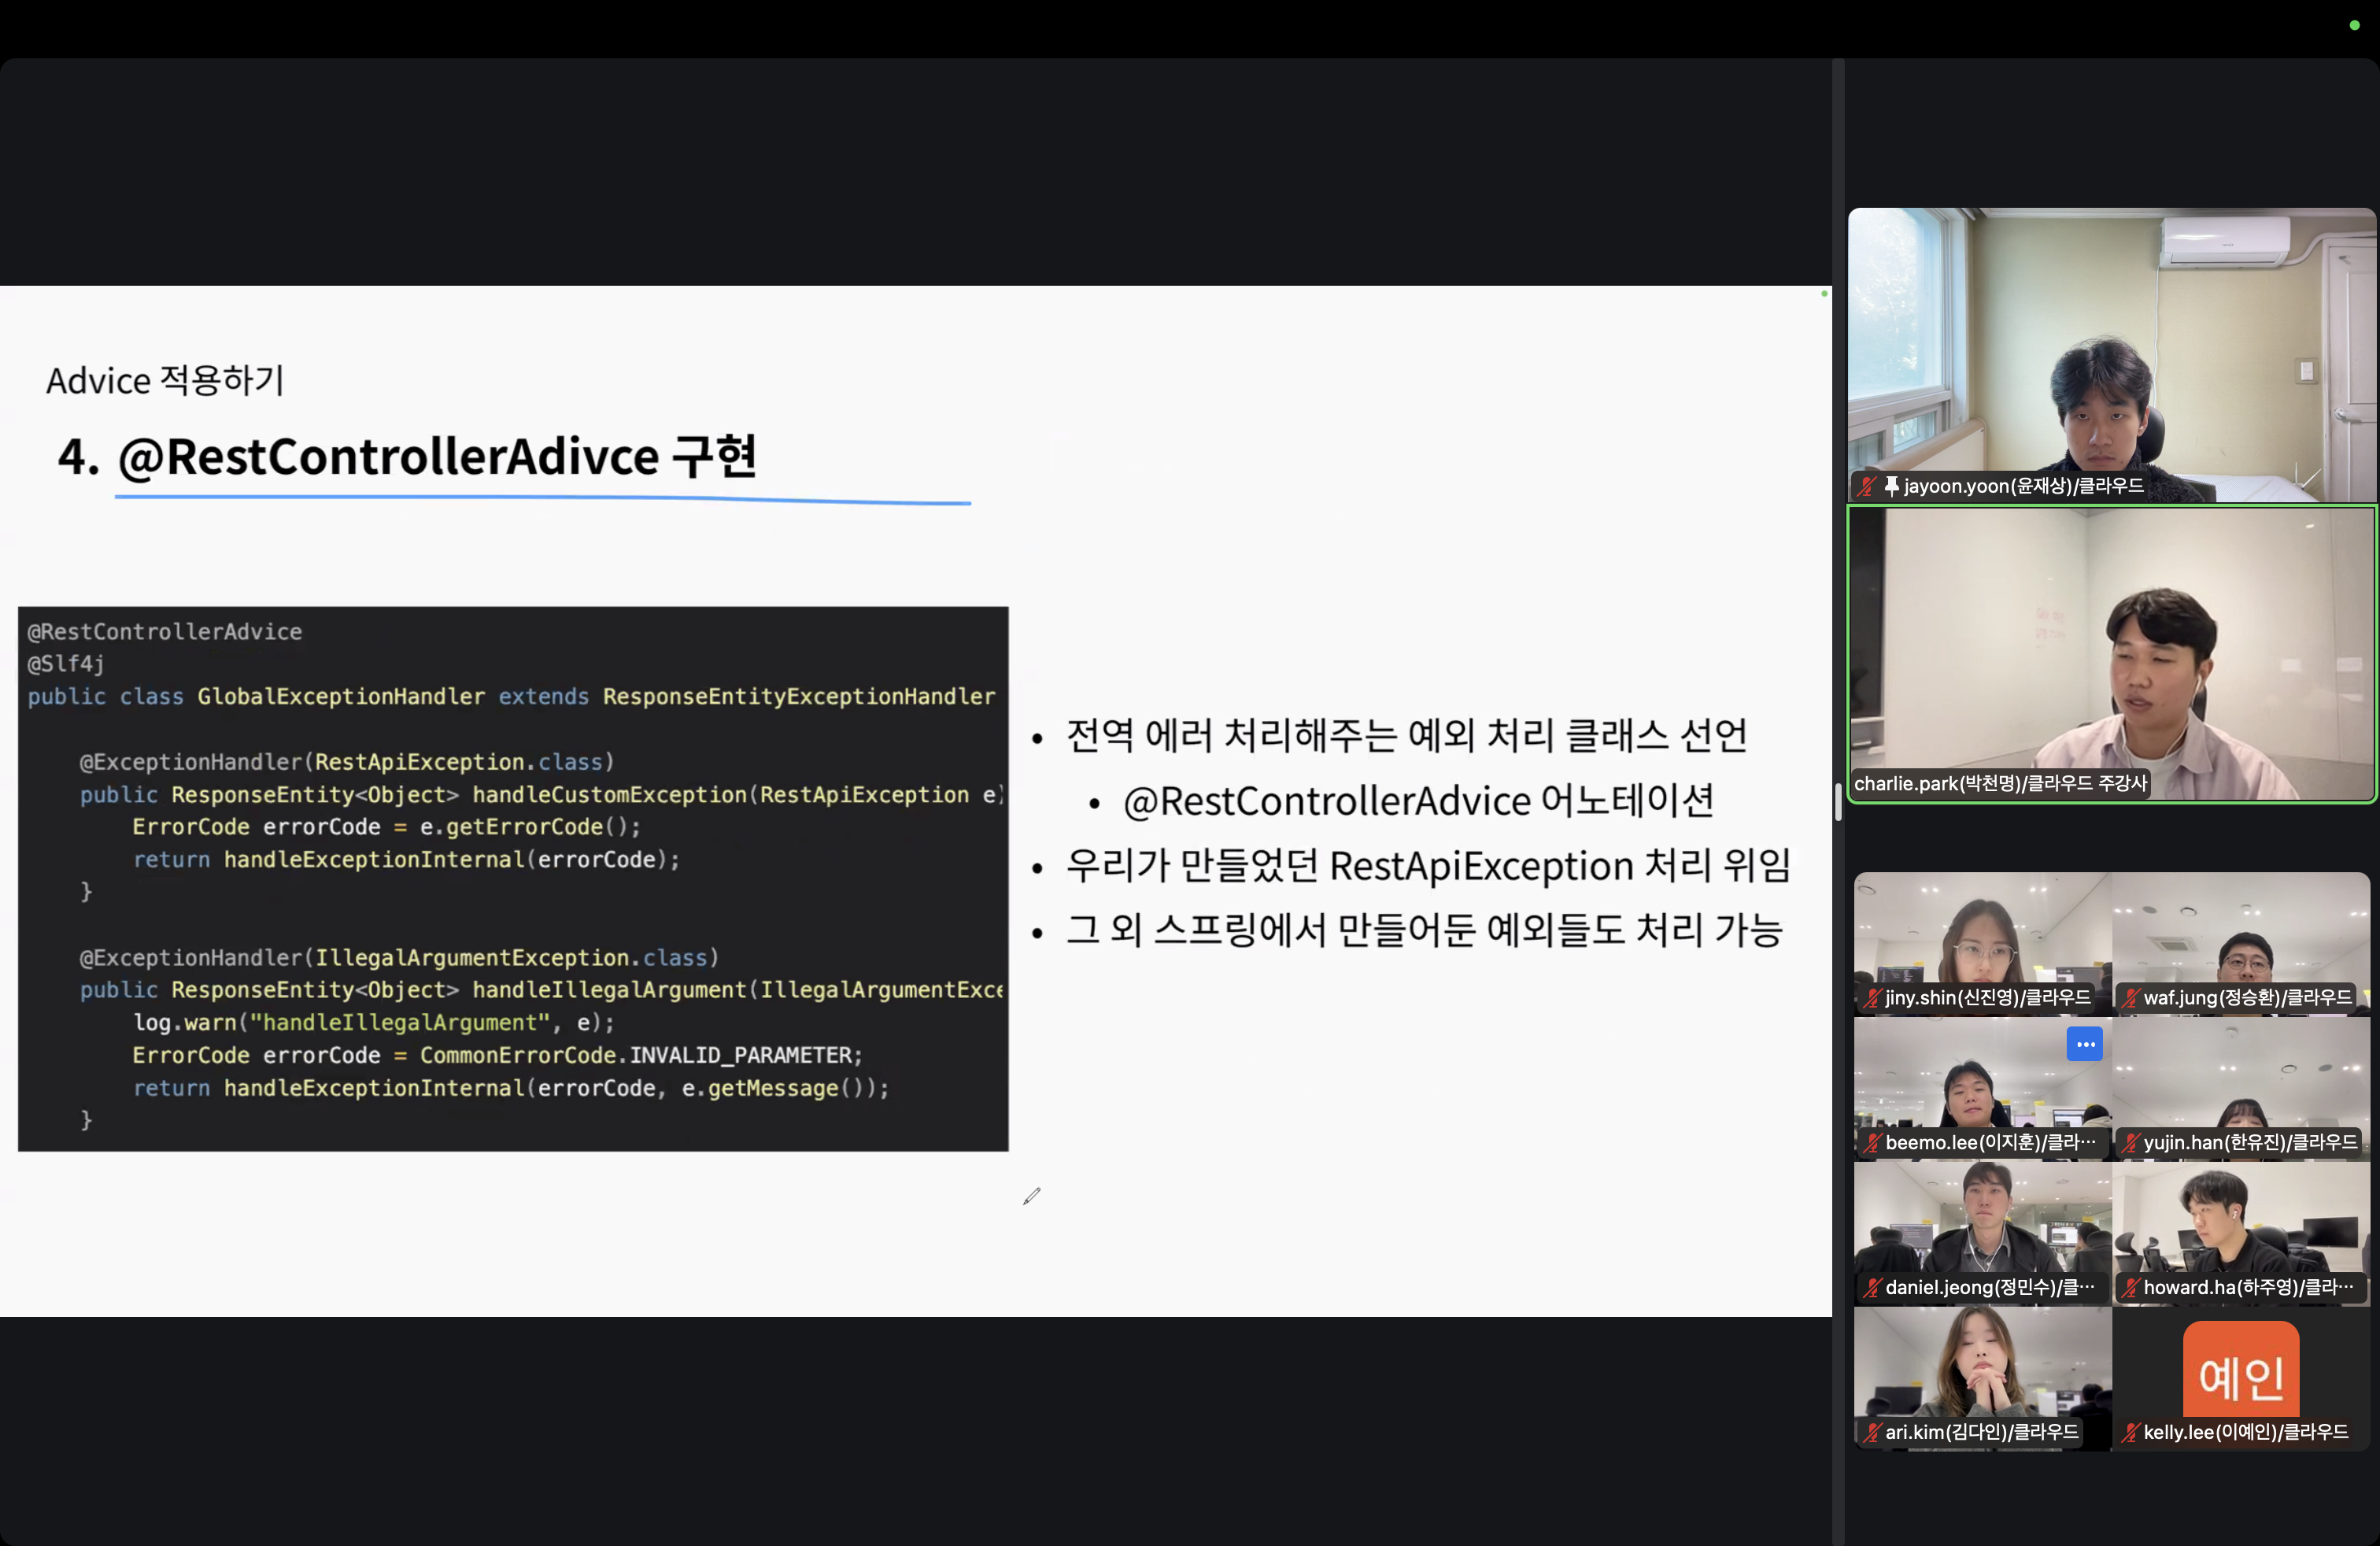 Advice 적용하기
4. @RestControllerAdivce 구현
@RestControllerAdvice
@Slf4j
public class GlobalExceptionHandler extends ResponseEntityExceptionHandler
@ExceptionHandler(RestApiException.class)
public ResponseEntity<Object> handleCustomException(RestApiException e)
ErrorCode errorCode = e.getErrorCode();
return handleExceptionInternal(errorCode);
}
@ExceptionHandler(IllegalArgumentException.class)
public ResponseEntity<Object> handleIllegalArgument(IllegalArgumentExce
log.warn("handleIllegalArgument", e);
ErrorCode errorCode = CommonErrorCode.INVALID_PARAMETER;
return handleExceptionInternal(errorCode, e.getMessage());
}
• 전역 에러 처리해주는 예외 처리 클래스 선언
• @RestControllerAdvice 어노테이션
• 우리가 만들었던 RestApiException 처리 위임
• 그 외 스프링에서 만들어둔 예외들도 처리 가능
jayoon.yoon(윤재상)/클라우드
charlie.park(박천명)/클라우드 주강사
jiny.shin(신진영)/클라우드
waf.jung(정승환)/클라우드
beemo.lee(이지훈)/클라···
yujin.han(한유진)/클라우드
daniel.jeong(정민수)/클···
howard.ha(하주영)/클라···
ari.kim(김다인)/클라우드
예인
kelly.lee(이예인)/클라우드